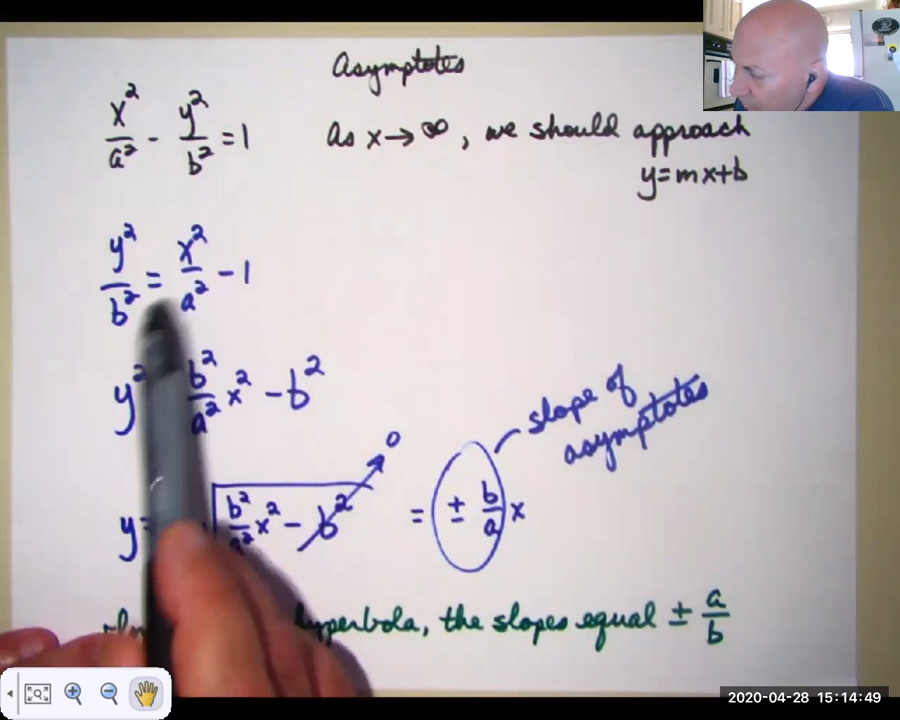 Asymptotes
x²/a² - y²/b² = 1
As x → ∞, we should approach
y = mx+b
y²/b² = x²/a² - 1
y² b²/a² x² - b²
slope of
asymptotes
0
y= b²/a² x² - b² = ± b/a x
hyperbola, the slopes equal ± a/b
2020-04-28 15:14:49